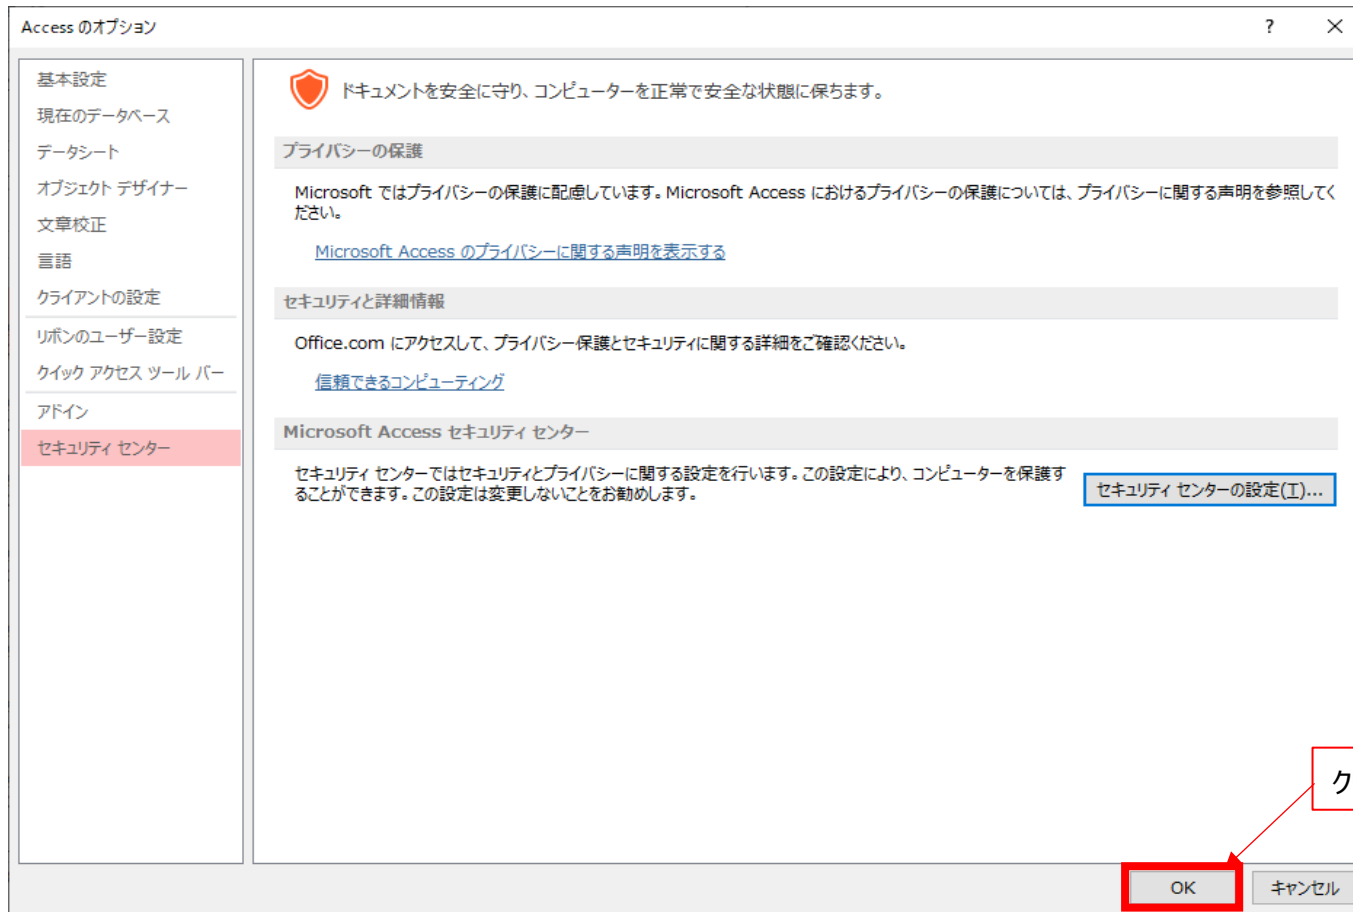 Access のオプション
?
×
基本設定
現在のデータベース
データシート
オブジェクト デザイナー
文章校正
言語
クライアントの設定
リボンのユーザー設定
クイック アクセス ツール バー
アドイン
セキュリティ センター
ドキュメントを安全に守り、コンピューターを正常で安全な状態に保ちます。
プライバシーの保護
Microsoft ではプライバシーの保護に配慮しています。Microsoft Access におけるプライバシーの保護については、プライバシーに関する声明を参照してく
ださい。
Microsoft Access のプライバシーに関する声明を表示する
セキュリティと詳細情報
Office.com にアクセスして、プライバシー保護とセキュリティに関する詳細をご確認ください。
信頼できるコンピューティング
Microsoft Access セキュリティ センター
セキュリティ センターではセキュリティとプライバシーに関する設定を行います。この設定により、コンピューターを保護す
ることができます。この設定は変更しないことをお勧めします。
セキュリティ センターの設定(T)...
ク
OK
キャンセル